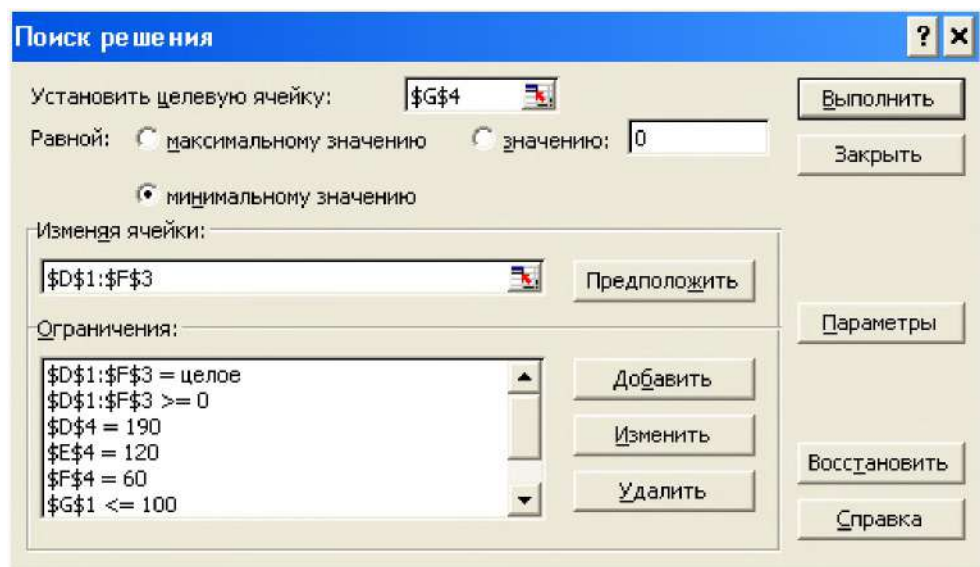 Поиск решения
? ×
Установить целевую ячейку: $G$4
Выполнить
Равной: максимальному значению значению: 0
Закрыть
минимальному значению
Изменяя ячейки:
$D$1:$F$3
Предположить
Ограничения:
Параметры
$D$1:$F$3 = целое
$D$1:$F$3 >= 0
$D$4 = 190
$E$4 = 120
$F$4 = 60
$G$1 <= 100
Добавить
Изменить
Удалить
Восстановить
Справка